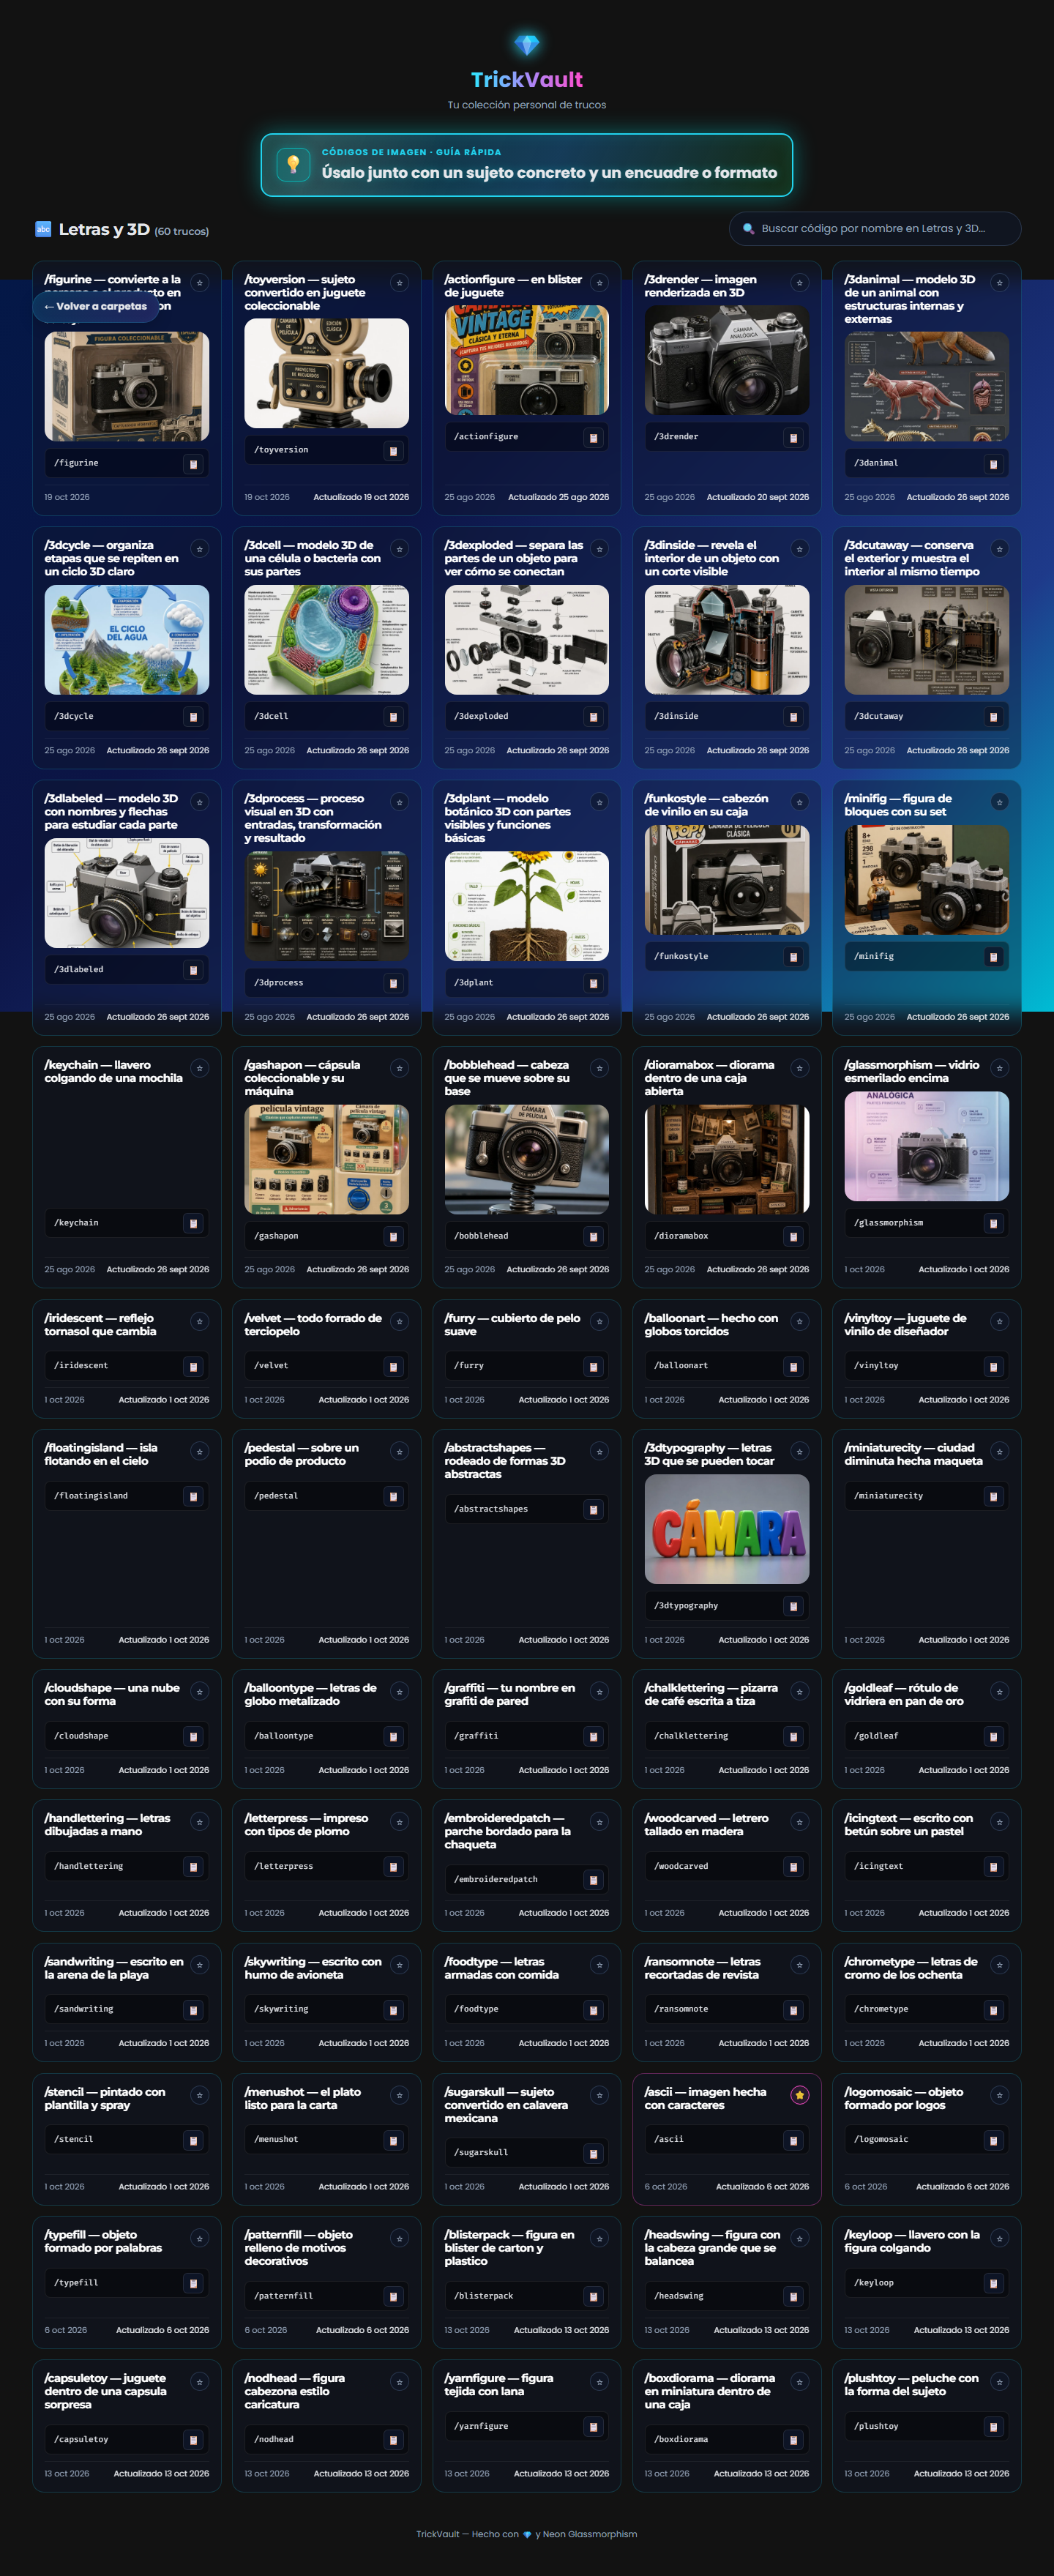 TrickVault
Tu colección personal de trucos
CÓDIGOS DE IMAGEN · GUÍA RÁPIDA
Úsalo junto con un sujeto concreto y un encuadre o formato
Letras y 3D (60 trucos)
Buscar código por nombre en Letras y 3D...
/figurine — convierte a la
← Volver a carpetas
FIGURA COLECCIONABLE
/figurine
19 oct 2026
/toyversion — sujeto
convertido en juguete
coleccionable
/toyversion
19 oct 2026 Actualizado 19 oct 2026
/actionfigure — en blister
de juguete
VINTAGE
CLÁSICA Y ETERNA
/actionfigure
25 ago 2026 Actualizado 25 ago 2026
/3drender — imagen
renderizada en 3D
CÁMARA
ANALÓGICA
/3drender
25 ago 2026 Actualizado 20 sept 2026
/3danimal — modelo 3D
de un animal con
estructuras internas y
externas
/3danimal
25 ago 2026 Actualizado 26 sept 2026
/3dcycle — organiza
etapas que se repiten en
un ciclo 3D claro
EL CICLO
DEL AGUA
/3dcycle
25 ago 2026 Actualizado 26 sept 2026
/3dcell — modelo 3D de
una célula o bacteria con
sus partes
/3dcell
25 ago 2026 Actualizado 26 sept 2026
/3dexploded — separa las
partes de un objeto para
ver cómo se conectan
/3dexploded
25 ago 2026 Actualizado 26 sept 2026
/3dinside — revela el
interior de un objeto con
un corte visible
/3dinside
25 ago 2026 Actualizado 26 sept 2026
/3dcutaway — conserva
el exterior y muestra el
interior al mismo tiempo
/3dcutaway
25 ago 2026 Actualizado 26 sept 2026
/3dlabeled — modelo 3D
con nombres y flechas
para estudiar cada parte
/3dlabeled
25 ago 2026 Actualizado 26 sept 2026
/3dprocess — proceso
visual en 3D con
entradas, transformación
y resultado
/3dprocess
25 ago 2026 Actualizado 26 sept 2026
/3dplant — modelo
botánico 3D con partes
visibles y funciones
básicas
/3dplant
25 ago 2026 Actualizado 26 sept 2026
/funkostyle — cabezón
de vinilo en su caja
CLÁSICA
/funkostyle
25 ago 2026 Actualizado 26 sept 2026
/minifig — figura de
bloques con su set
8+
298
/minifig
25 ago 2026 Actualizado 26 sept 2026
/keychain — llavero
colgando de una mochila
/keychain
25 ago 2026 Actualizado 26 sept 2026
/gashapon — cápsula
coleccionable y su
máquina
película vintage
/gashapon
25 ago 2026 Actualizado 26 sept 2026
/bobblehead — cabeza
que se mueve sobre su
base
CÁMARA
DE PELÍCULA
/bobblehead
25 ago 2026 Actualizado 26 sept 2026
/dioramabox — diorama
dentro de una caja
abierta
/dioramabox
25 ago 2026 Actualizado 26 sept 2026
/glassmorphism — vidrio
esmerilado encima
ANALÓGICA
/glassmorphism
1 oct 2026 Actualizado 1 oct 2026
/iridescent — reflejo
tornasol que cambia
/iridescent
1 oct 2026 Actualizado 1 oct 2026
/velvet — todo forrado de
terciopelo
/velvet
1 oct 2026 Actualizado 1 oct 2026
/furry — cubierto de pelo
suave
/furry
1 oct 2026 Actualizado 1 oct 2026
/balloonart — hecho con
globos torcidos
/balloonart
1 oct 2026 Actualizado 1 oct 2026
/vinyltoy — juguete de
vinilo de diseñador
/vinyltoy
1 oct 2026 Actualizado 1 oct 2026
/floatingisland — isla
flotando en el cielo
/floatingisland
1 oct 2026 Actualizado 1 oct 2026
/pedestal — sobre un
podio de producto
/pedestal
1 oct 2026 Actualizado 1 oct 2026
/abstractshapes —
rodeado de formas 3D
abstractas
/abstractshapes
1 oct 2026 Actualizado 1 oct 2026
/3dtypography — letras
3D que se pueden tocar
CÁMARA
/3dtypography
1 oct 2026 Actualizado 1 oct 2026
/miniaturecity — ciudad
diminuta hecha maqueta
/miniaturecity
1 oct 2026 Actualizado 1 oct 2026
/cloudshape — una nube
con su forma
/cloudshape
1 oct 2026 Actualizado 1 oct 2026
/balloontype — letras de
globo metalizado
/balloontype
1 oct 2026 Actualizado 1 oct 2026
/graffiti — tu nombre en
grafiti de pared
/graffiti
1 oct 2026 Actualizado 1 oct 2026
/chalklettering — pizarra
de café escrita a tiza
/chalklettering
1 oct 2026 Actualizado 1 oct 2026
/goldleaf — rótulo de
vidriera en pan de oro
/goldleaf
1 oct 2026 Actualizado 1 oct 2026
/handlettering — letras
dibujadas a mano
/handlettering
1 oct 2026 Actualizado 1 oct 2026
/letterpress — impreso
con tipos de plomo
/letterpress
1 oct 2026 Actualizado 1 oct 2026
/embroideredpatch —
parche bordado para la
chaqueta
/embroideredpatch
1 oct 2026 Actualizado 1 oct 2026
/woodcarved — letrero
tallado en madera
/woodcarved
1 oct 2026 Actualizado 1 oct 2026
/icingtext — escrito con
betún sobre un pastel
/icingtext
1 oct 2026 Actualizado 1 oct 2026
/sandwriting — escrito en
la arena de la playa
/sandwriting
1 oct 2026 Actualizado 1 oct 2026
/skywriting — escrito con
humo de avioneta
/skywriting
1 oct 2026 Actualizado 1 oct 2026
/foodtype — letras
armadas con comida
/foodtype
1 oct 2026 Actualizado 1 oct 2026
/ransomnote — letras
recortadas de revista
/ransomnote
1 oct 2026 Actualizado 1 oct 2026
/chrometype — letras de
cromo de los ochenta
/chrometype
1 oct 2026 Actualizado 1 oct 2026
/stencil — pintado con
plantilla y spray
/stencil
1 oct 2026 Actualizado 1 oct 2026
/menushot — el plato
listo para la carta
/menushot
1 oct 2026 Actualizado 1 oct 2026
/sugarskull — sujeto
convertido en calavera
mexicana
/sugarskull
1 oct 2026 Actualizado 1 oct 2026
/ascii — imagen hecha
con caracteres
/ascii
6 oct 2026 Actualizado 6 oct 2026
/logomosaic — objeto
formado por logos
/logomosaic
6 oct 2026 Actualizado 6 oct 2026
/typefill — objeto
formado por palabras
/typefill
6 oct 2026 Actualizado 6 oct 2026
/patternfill — objeto
relleno de motivos
decorativos
/patternfill
6 oct 2026 Actualizado 6 oct 2026
/blisterpack — figura en
blister de carton y
plastico
/blisterpack
13 oct 2026 Actualizado 13 oct 2026
/headswing — figura con
la cabeza grande que se
balancea
/headswing
13 oct 2026 Actualizado 13 oct 2026
/keyloop — llavero con la
figura colgando
/keyloop
13 oct 2026 Actualizado 13 oct 2026
/capsuletoy — juguete
dentro de una capsula
sorpresa
/capsuletoy
13 oct 2026 Actualizado 13 oct 2026
/nodhead — figura
cabezona estilo
caricatura
/nodhead
13 oct 2026 Actualizado 13 oct 2026
/yarnfigure — figura
tejida con lana
/yarnfigure
13 oct 2026 Actualizado 13 oct 2026
/boxdiorama — diorama
en miniatura dentro de
una caja
/boxdiorama
13 oct 2026 Actualizado 13 oct 2026
/plushtoy — peluche con
la forma del sujeto
/plushtoy
13 oct 2026 Actualizado 13 oct 2026
TrickVault — Hecho con 💎 y Neon Glassmorphism